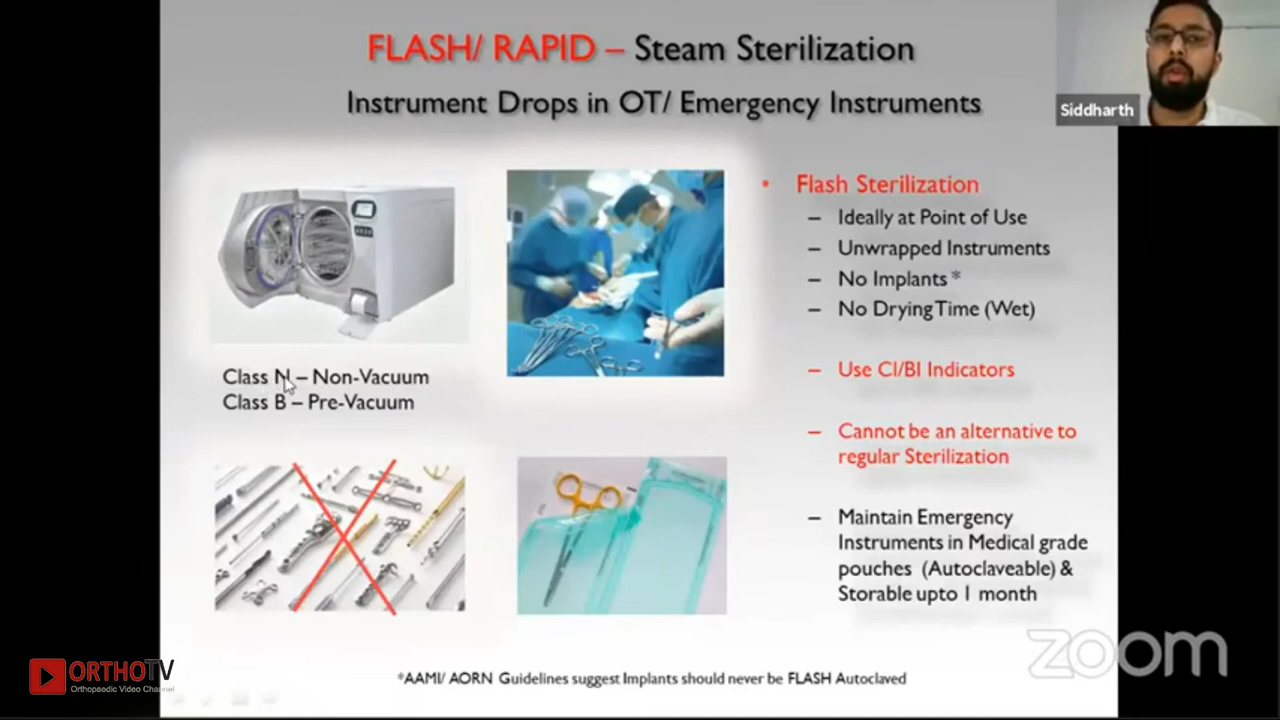 FLASH/ RAPID – Steam Sterilization
Instrument Drops in OT/ Emergency Instruments
Siddharth
• Flash Sterilization
– Ideally at Point of Use
– Unwrapped Instruments
– No Implants *
– No Drying Time (Wet)
– Use CI/BI Indicators
– Cannot be an alternative to
regular Sterilization
– Maintain Emergency
Instruments in Medical grade
pouches (Autoclaveable) &
Storable upto 1 month
Class N – Non-Vacuum
Class B – Pre-Vacuum
*AAMI/ AORN Guidelines suggest Implants should never be FLASH Autoclaved
ORTHOTV
Orthopaedic Video Channel
zoom